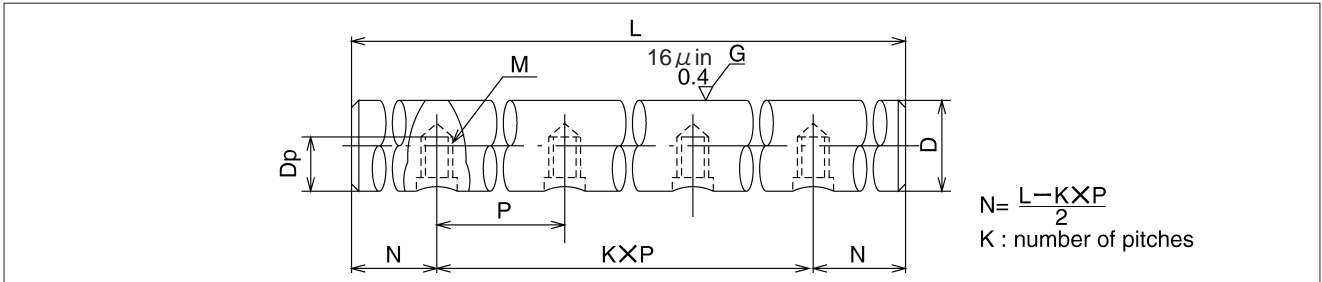 L
16μin
0.4
G
M
Dp
D
P
N
K×P
N
N= L−K×P
2
K : number of pitches